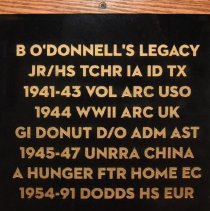 B O'DONNELL'S LEGACY
JR/HS TCHR IA ID TX
1941-43 VOL ARC USO
1944 WWII ARC UK
GI DONUT D/O ADM AST
1945-47 UNRRA CHINA
A HUNGER FTR HOME EC
1954-91 DODDS HS EUR